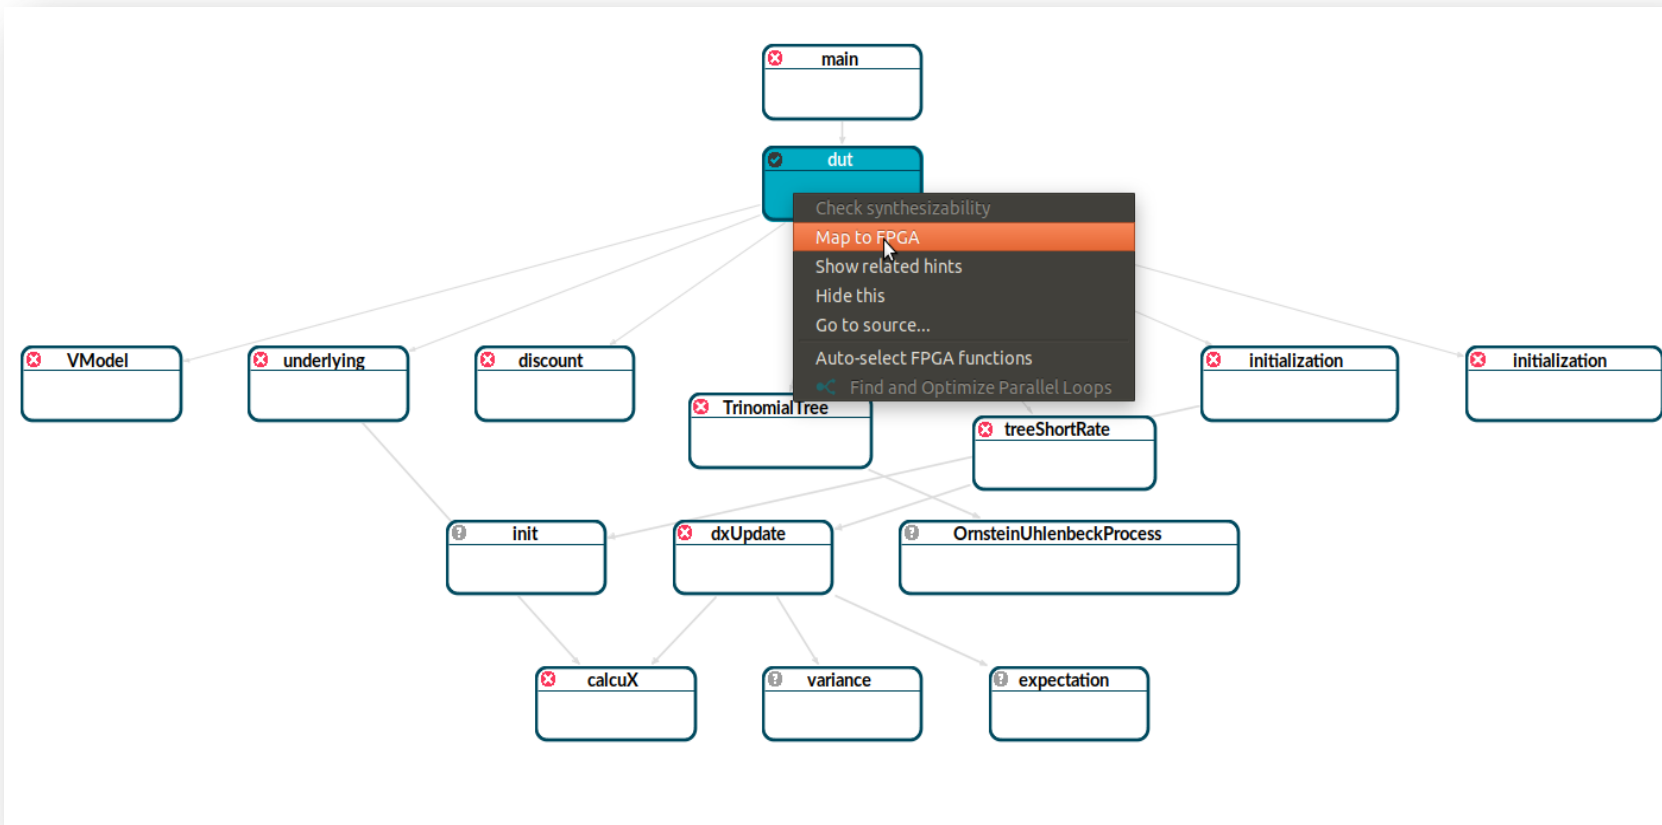 main
dut
Check synthesizability
Map to FPGA
Show related hints
Hide this
Go to source...
Auto-select FPGA functions
Find and Optimize Parallel Loops
VModel
underlying
discount
initialization
initialization
TrinomialTree
treeShortRate
init
dxUpdate
OrnsteinUhlenbeckProcess
calcuX
variance
expectation